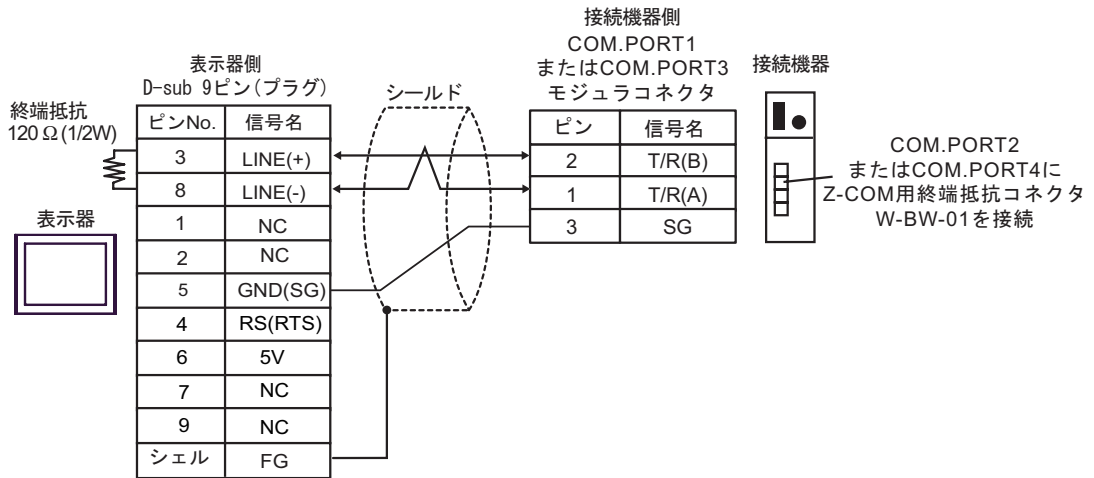 接続機器側
COM.PORT1
またはCOM.PORT3
モジュラコネクタ
接続機器
表示器側
D-sub 9ピン(プラグ)
シールド
終端抵抗
120Ω(1/2W)
ピンNo. 信号名
3 LINE(+)
8 LINE(-)
1 NC
2 NC
5 GND(SG)
4 RS(RTS)
6 5V
7 NC
9 NC
シェル FG
ピン 信号名
2 T/R(B)
1 T/R(A)
3 SG
表示器
COM.PORT2
またはCOM.PORT4に
Z-COM用終端抵抗コネクタ
W-BW-01を接続